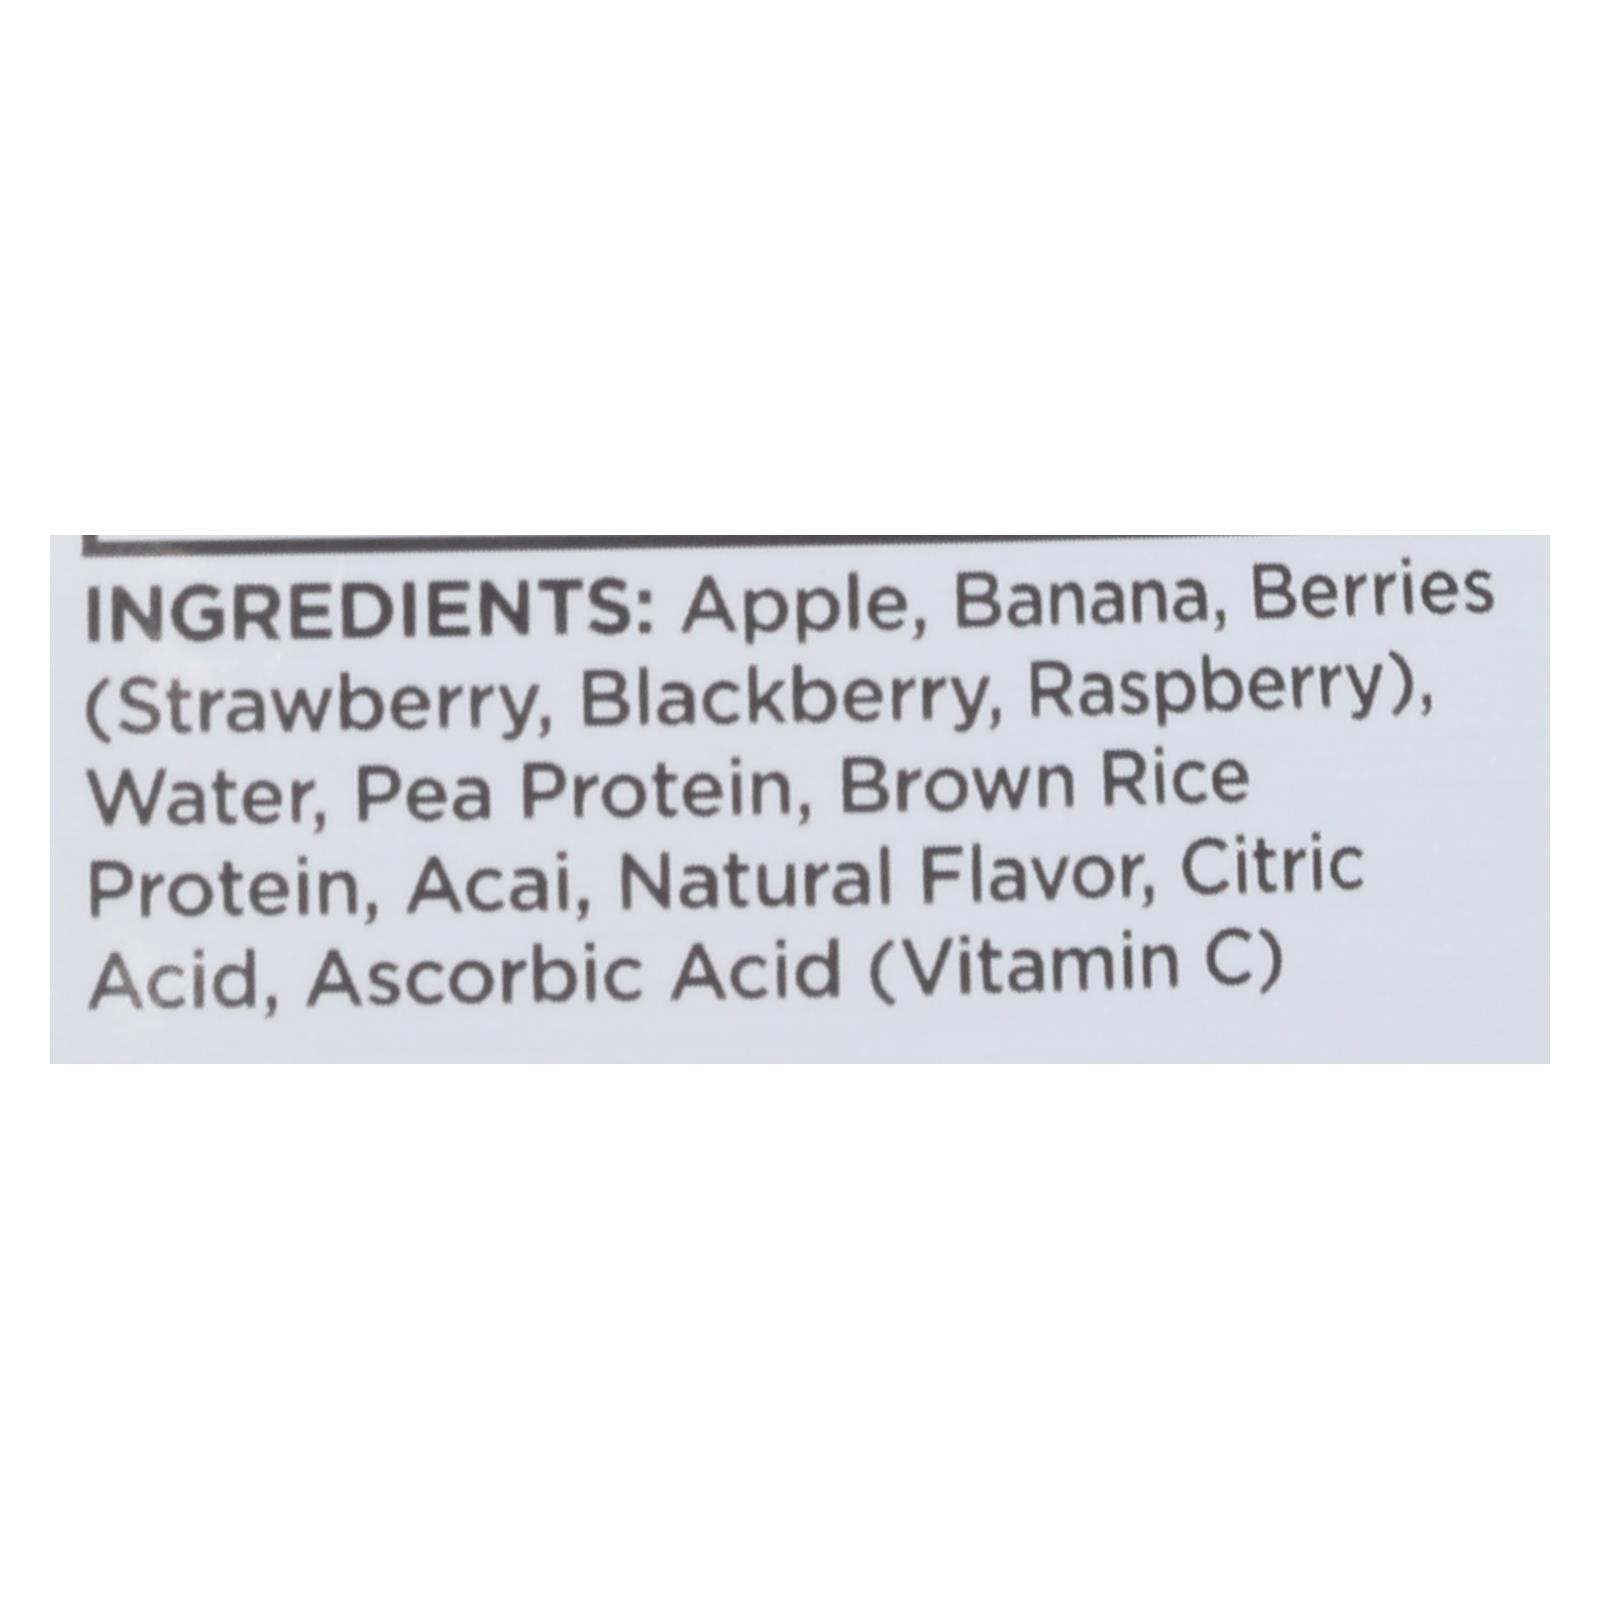 INGREDIENTS: Apple, Banana, Berries
(Strawberry, Blackberry, Raspberry),
Water, Pea Protein, Brown Rice
Protein, Acai, Natural Flavor, Citric
Acid, Ascorbic Acid (Vitamin C)